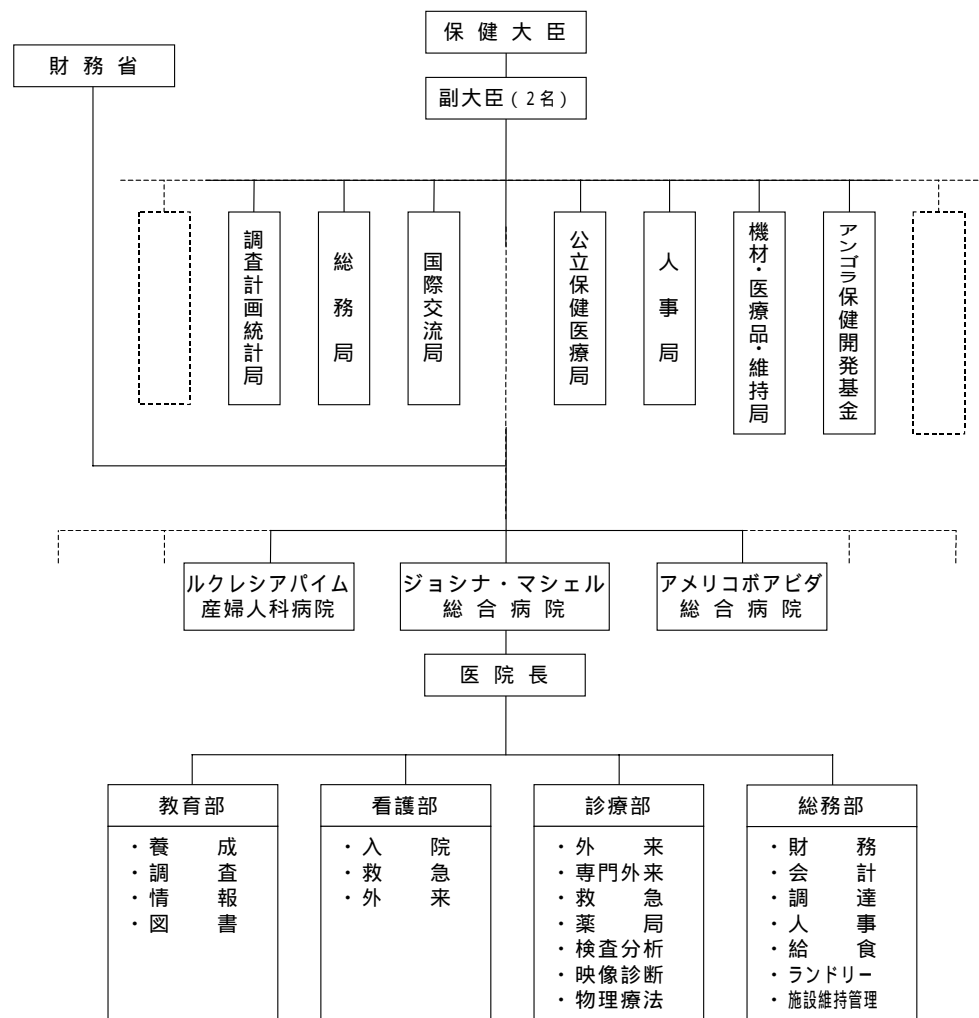 保健大臣
財務省
副大臣(2名)
調査計画統計局
総務局
国際交流局
公立保健医療局
人事局
機材・医療品・維持局
アンゴラ保健開発基金
ルクレシアパイム
産婦人科病院
ジョシナ・マシェル
総合病院
アメリコボアビダ
総合病院
医院長
教育部
・養成
・調査
・情報
・図書
看護部
・入院
・救急
・外来
診療部
・外来
・専門外来
・救急
・薬局
・検査分析
・映像診断
・物理療法
総務部
・財務
・会計
・調達
・人事
・給食
・ランドリー
・施設維持管理